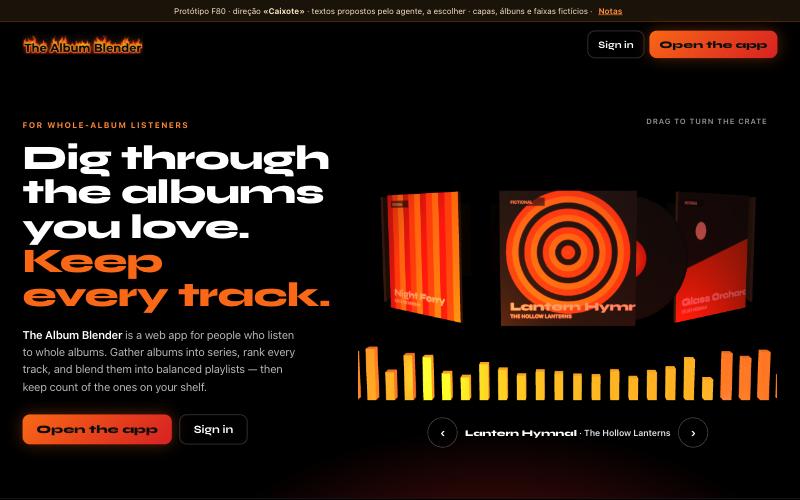 Protótipo F80 · direção «Caixote» · textos propostos pelo agente, a escolher · capas, álbuns e faixas fictícios · Notas
The Album Blender
Sign in
Open the app
FOR WHOLE-ALBUM LISTENERS
DRAG TO TURN THE CRATE
Dig through
the albums
you love.
Keep
every track.
FICTIONAL
Night Ferry
Lantern Hymr
THE HOLLOW LANTERNS
Glass Orchard
The Album Blender is a web app for people who listen
to whole albums. Gather albums into series, rank every
track, and blend them into balanced playlists — then
keep count of the ones on your shelf.
Open the app
Sign in
‹
Lantern Hymnal · The Hollow Lanterns
›